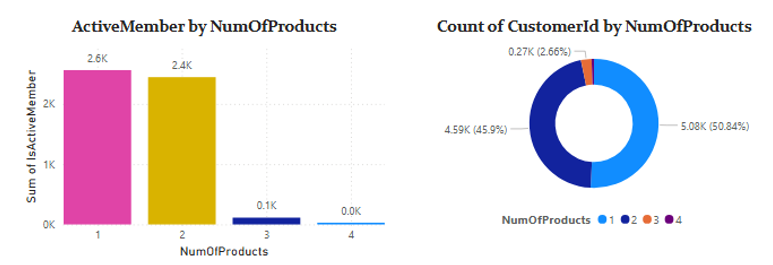 ActiveMember by NumOfProducts
2.6K
2.4K
2K
1K
0K
0.1K
0.0K
Sum of IsActiveMember
1 2 3 4
NumOfProducts
Count of CustomerId by NumOfProducts
0.27K (2.66%)
4.59K (45.9%)
5.08K (50.84%)
NumOfProducts 1 2 3 4